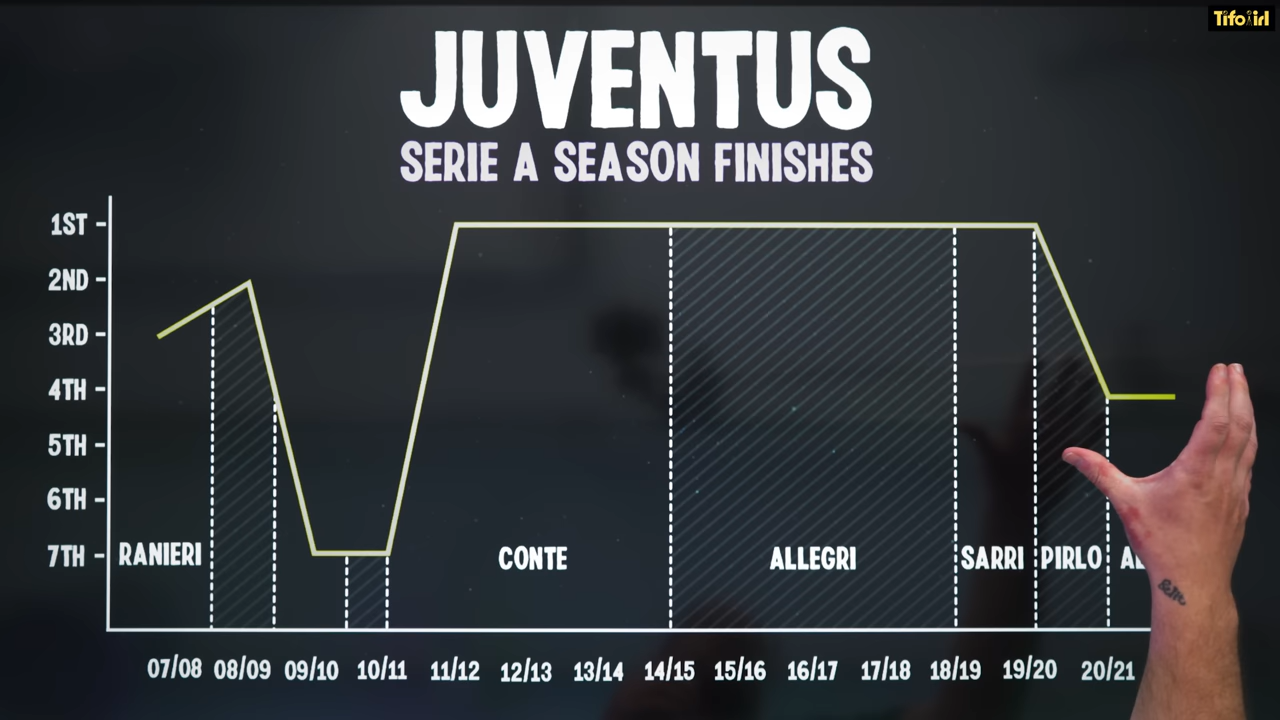 Tifo irl
JUVENTUS
SERIE A SEASON FINISHES
1ST
2ND
3RD
4TH
5TH
6TH
7TH
RANIERI
CONTE
ALLEGRI
SARRI
PIRLO
07/08 08/09 09/10 10/11 11/12 12/13 13/14 14/15 15/16 16/17 17/18 18/19 19/20 20/21